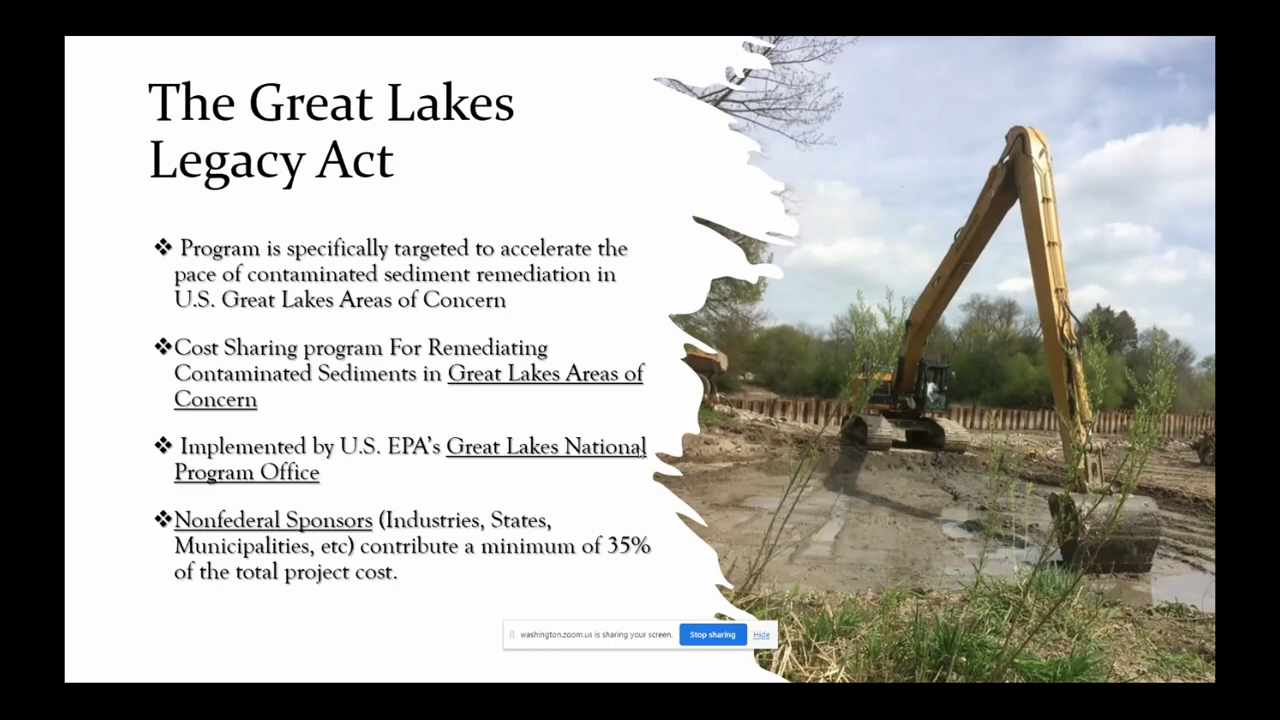 The Great Lakes
Legacy Act
❖ Program is specifically targeted to accelerate the
pace of contaminated sediment remediation in
U.S. Great Lakes Areas of Concern
❖Cost Sharing program For Remediating
Contaminated Sediments in Great Lakes Areas of
Concern
❖ Implemented by U.S. EPA's Great Lakes National
Program Office
❖Nonfederal Sponsors (Industries, States,
Municipalities, etc) contribute a minimum of 35%
of the total project cost.
washington.zoom.us is sharing your screen. Stop sharing Hide